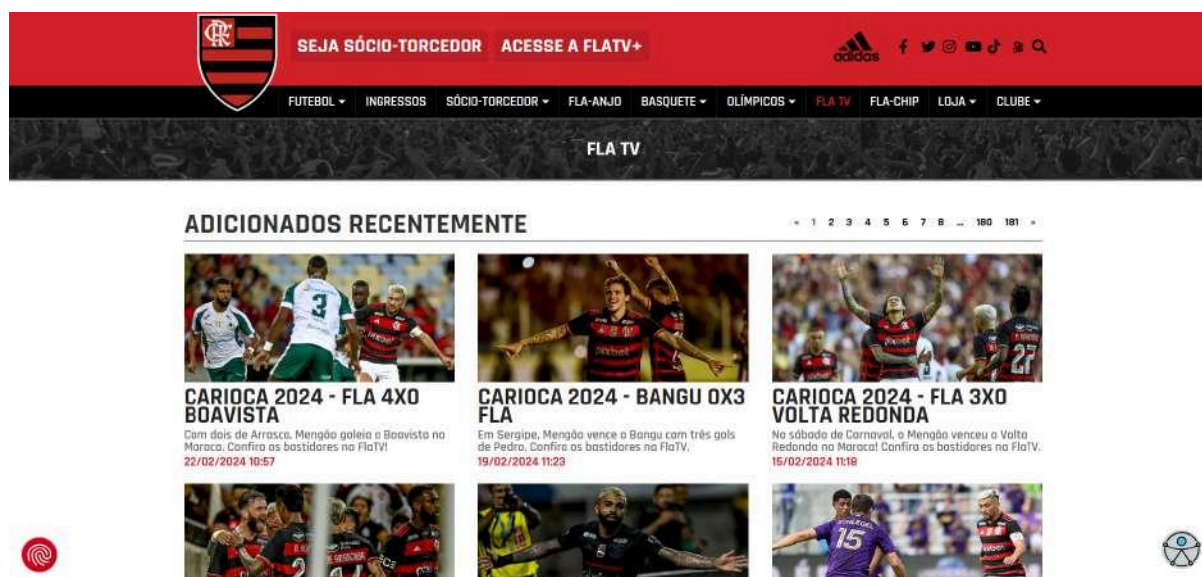 SEJA SÓCIO-TORCEDOR ACESSE A FLATV+
adidas
FUTEBOL INGRESSOS SÓCIO-TORCEDOR FLA-ANJO BASQUETE OLÍMPICOS FLA TV FLA-CHIP LOJA CLUBE
FLA TV
ADICIONADOS RECENTEMENTE
« 1 2 3 4 5 6 7 8 ... 180 181 »
CARIOCA 2024 - FLA 4X0
BOAVISTA
Com dois de Arrasca, Mengão goleia o Boavista no
Maraca. Confira os bastidores na FlaTV!
22/02/2024 10:57
CARIOCA 2024 - BANGU 0X3
FLA
Em Sergipe, Mengão vence o Bangu com três gols
de Pedro. Confira os bastidores na FlaTV.
19/02/2024 11:23
CARIOCA 2024 - FLA 3X0
VOLTA REDONDA
No sábado de Carnaval, o Mengão venceu o Volta
Redonda no Maraca! Confira os bastidores na FlaTV.
15/02/2024 11:18
3
pixbet
27
15